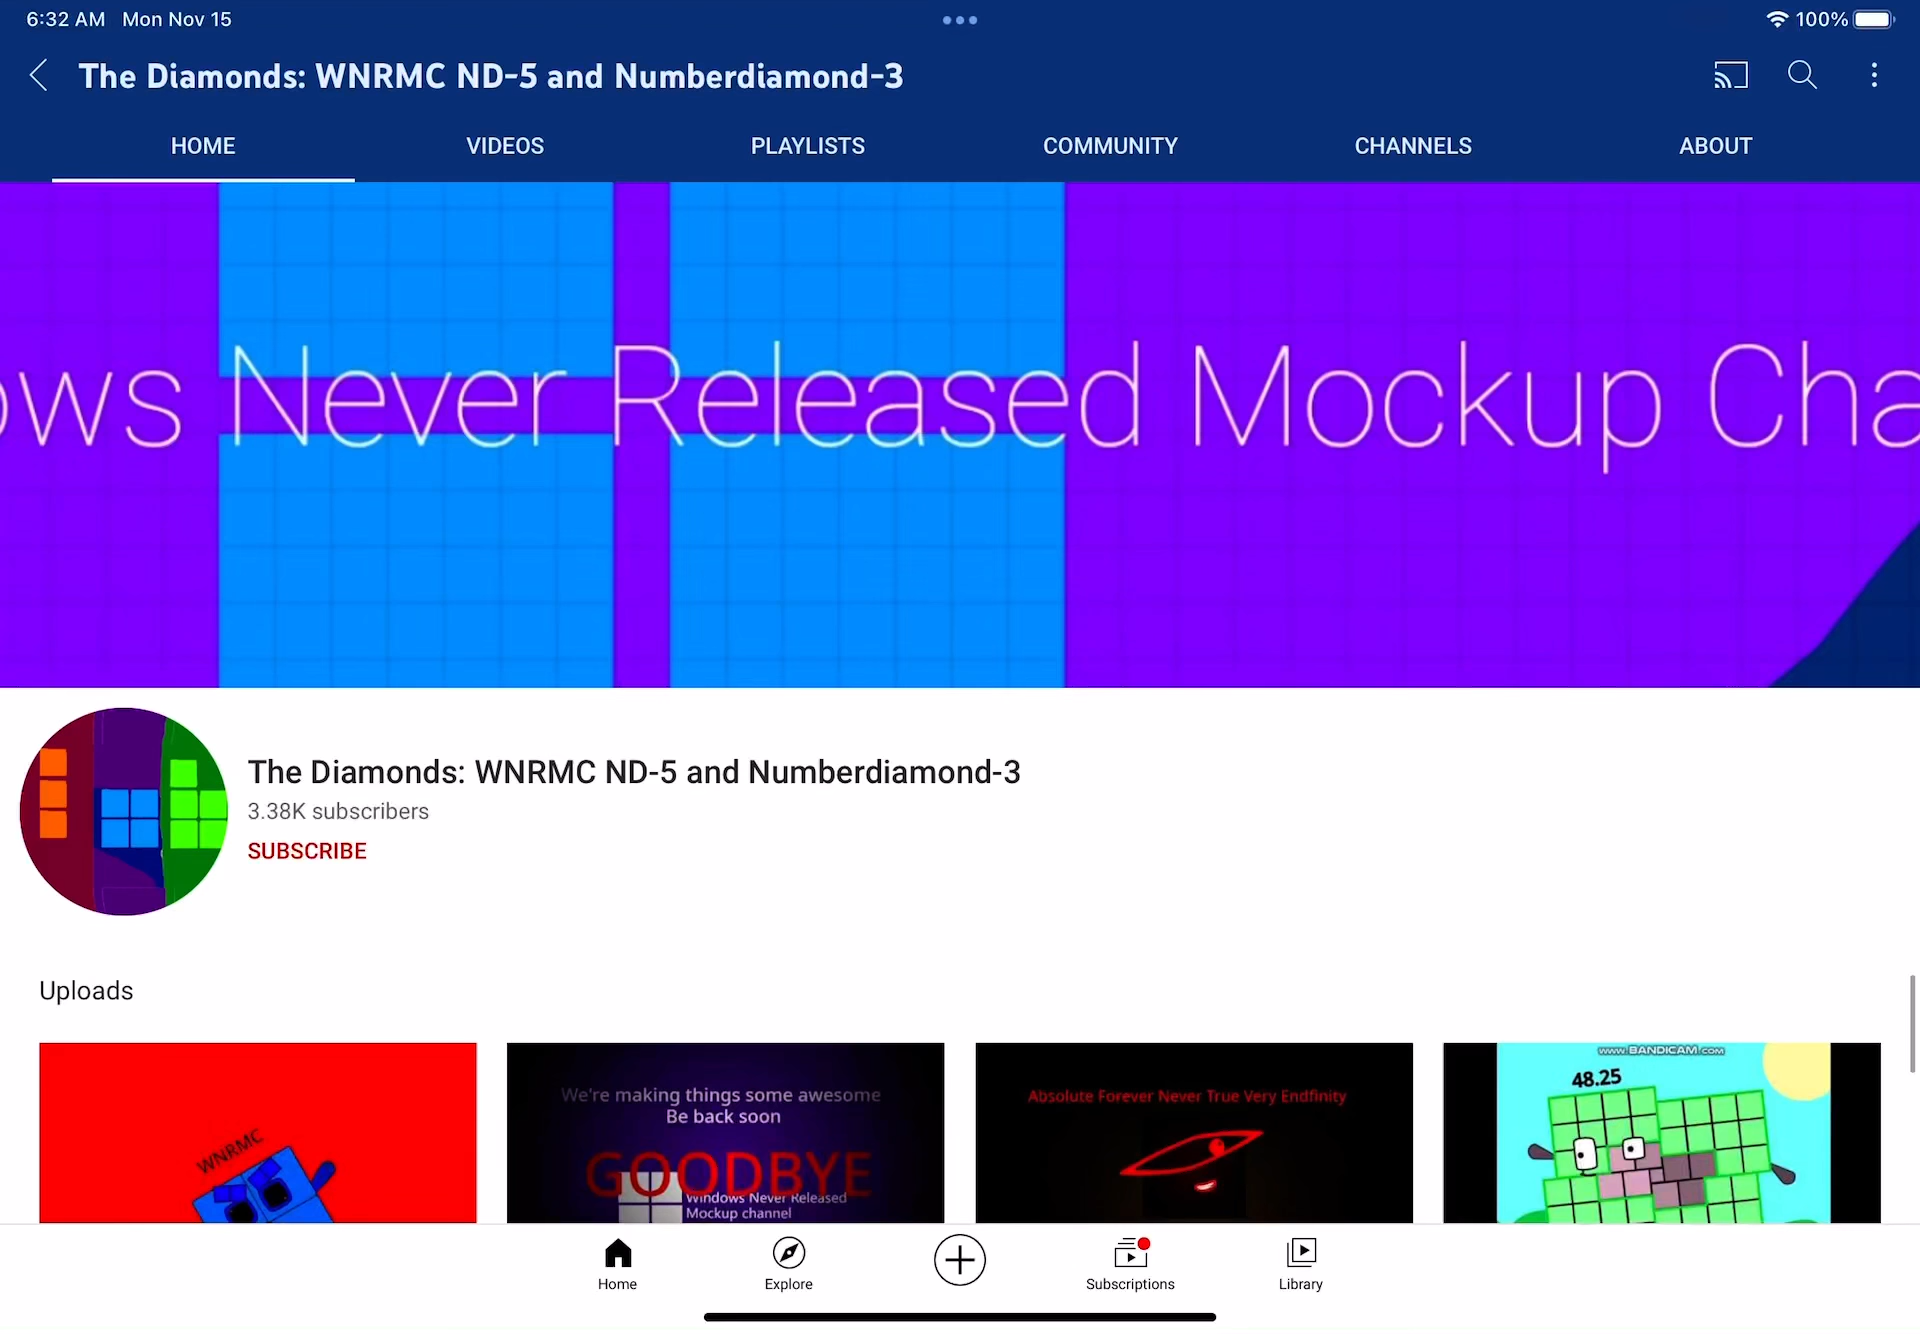 6:32 AM Mon Nov 15
100%
The Diamonds: WNRMC ND-5 and Numberdiamond-3
HOME VIDEOS PLAYLISTS COMMUNITY CHANNELS ABOUT
ows Never Released Mockup Cha
The Diamonds: WNRMC ND-5 and Numberdiamond-3
3.38K subscribers
SUBSCRIBE
Uploads
WNRMC
We're making things some awesome
Be back soon
GOODBYE
Windows Never Released
Mockup channel
Absolute Forever Never True Very Endfinity
www.BANDICAM.com
48.25
Home Explore Subscriptions Library